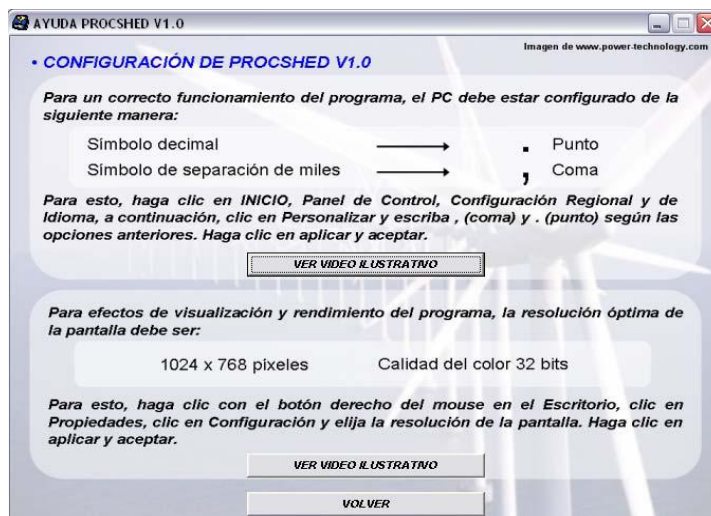 AYUDA PROCSHED V1.0
Imagen de www.power-technology.com
• CONFIGURACIÓN DE PROCSHED V1.0
Para un correcto funcionamiento del programa, el PC debe estar configurado de la
siguiente manera:
Símbolo decimal . Punto
Símbolo de separación de miles , Coma
Para esto, haga clic en INICIO, Panel de Control, Configuración Regional y de
Idioma, a continuación, clic en Personalizar y escriba , (coma) y . (punto) según las
opciones anteriores. Haga clic en aplicar y aceptar.
VER VIDEO ILUSTRATIVO
Para efectos de visualización y rendimiento del programa, la resolución óptima de
la pantalla debe ser:
1024 x 768 píxeles Calidad del color 32 bits
Para esto, haga clic con el botón derecho del mouse en el Escritorio, clic en
Propiedades, clic en Configuración y elija la resolución de la pantalla. Haga clic en
aplicar y aceptar.
VER VIDEO ILUSTRATIVO
VOLVER